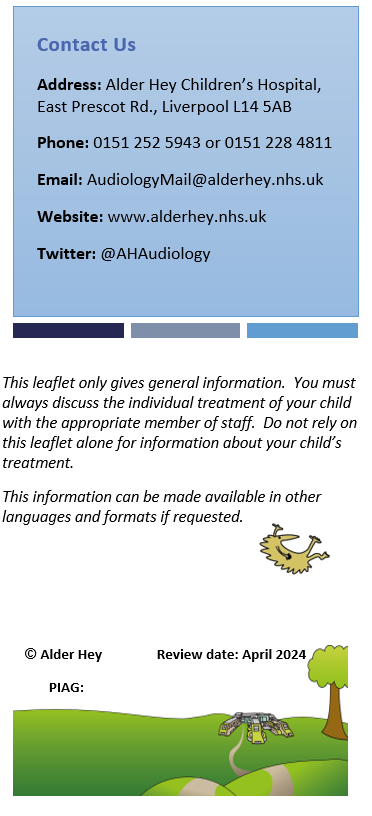 Contact Us
Address: Alder Hey Children’s Hospital,
East Prescot Rd., Liverpool L14 5AB
Phone: 0151 252 5943 or 0151 228 4811
Email: AudiologyMail@alderhey.nhs.uk
Website: www.alderhey.nhs.uk
Twitter: @AHAudiology
This leaflet only gives general information.  You must
always discuss the individual treatment of your child
with the appropriate member of staff.  Do not rely on
this leaflet alone for information about your child’s
treatment.
This information can be made available in other
languages and formats if requested.
© Alder Hey Review date: April 2024
PIAG: